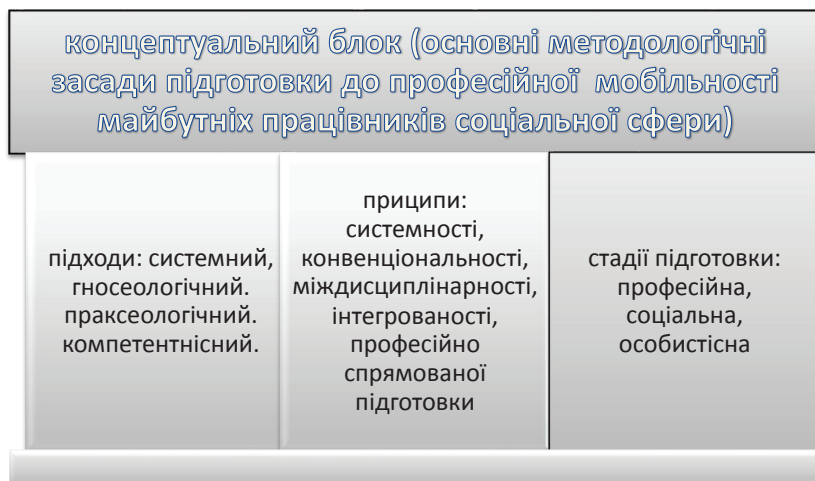 концептуальний блок (основні методологічні
засади підготовки до професійної мобільності
майбутніх працівників соціальної сфери)
підходи: системний,
гносеологічний.
праксеологічний.
компетентнісний.
приципи:
системності,
конвенціональності,
міждисциплінарності,
інтегрованості,
професійно
спрямованої
підготовки
стадії підготовки:
професійна,
соціальна,
особистісна